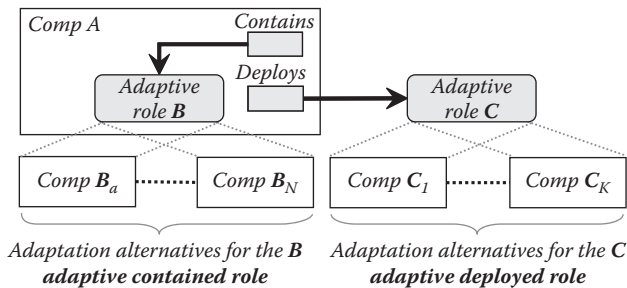 Comp A
Contains
Deploys
Adaptive
role B
Adaptive
role C
Comp Ba
Comp BN
Comp C1
Comp CK
Adaptation alternatives for the B
adaptive contained role
Adaptation alternatives for the C
adaptive deployed role